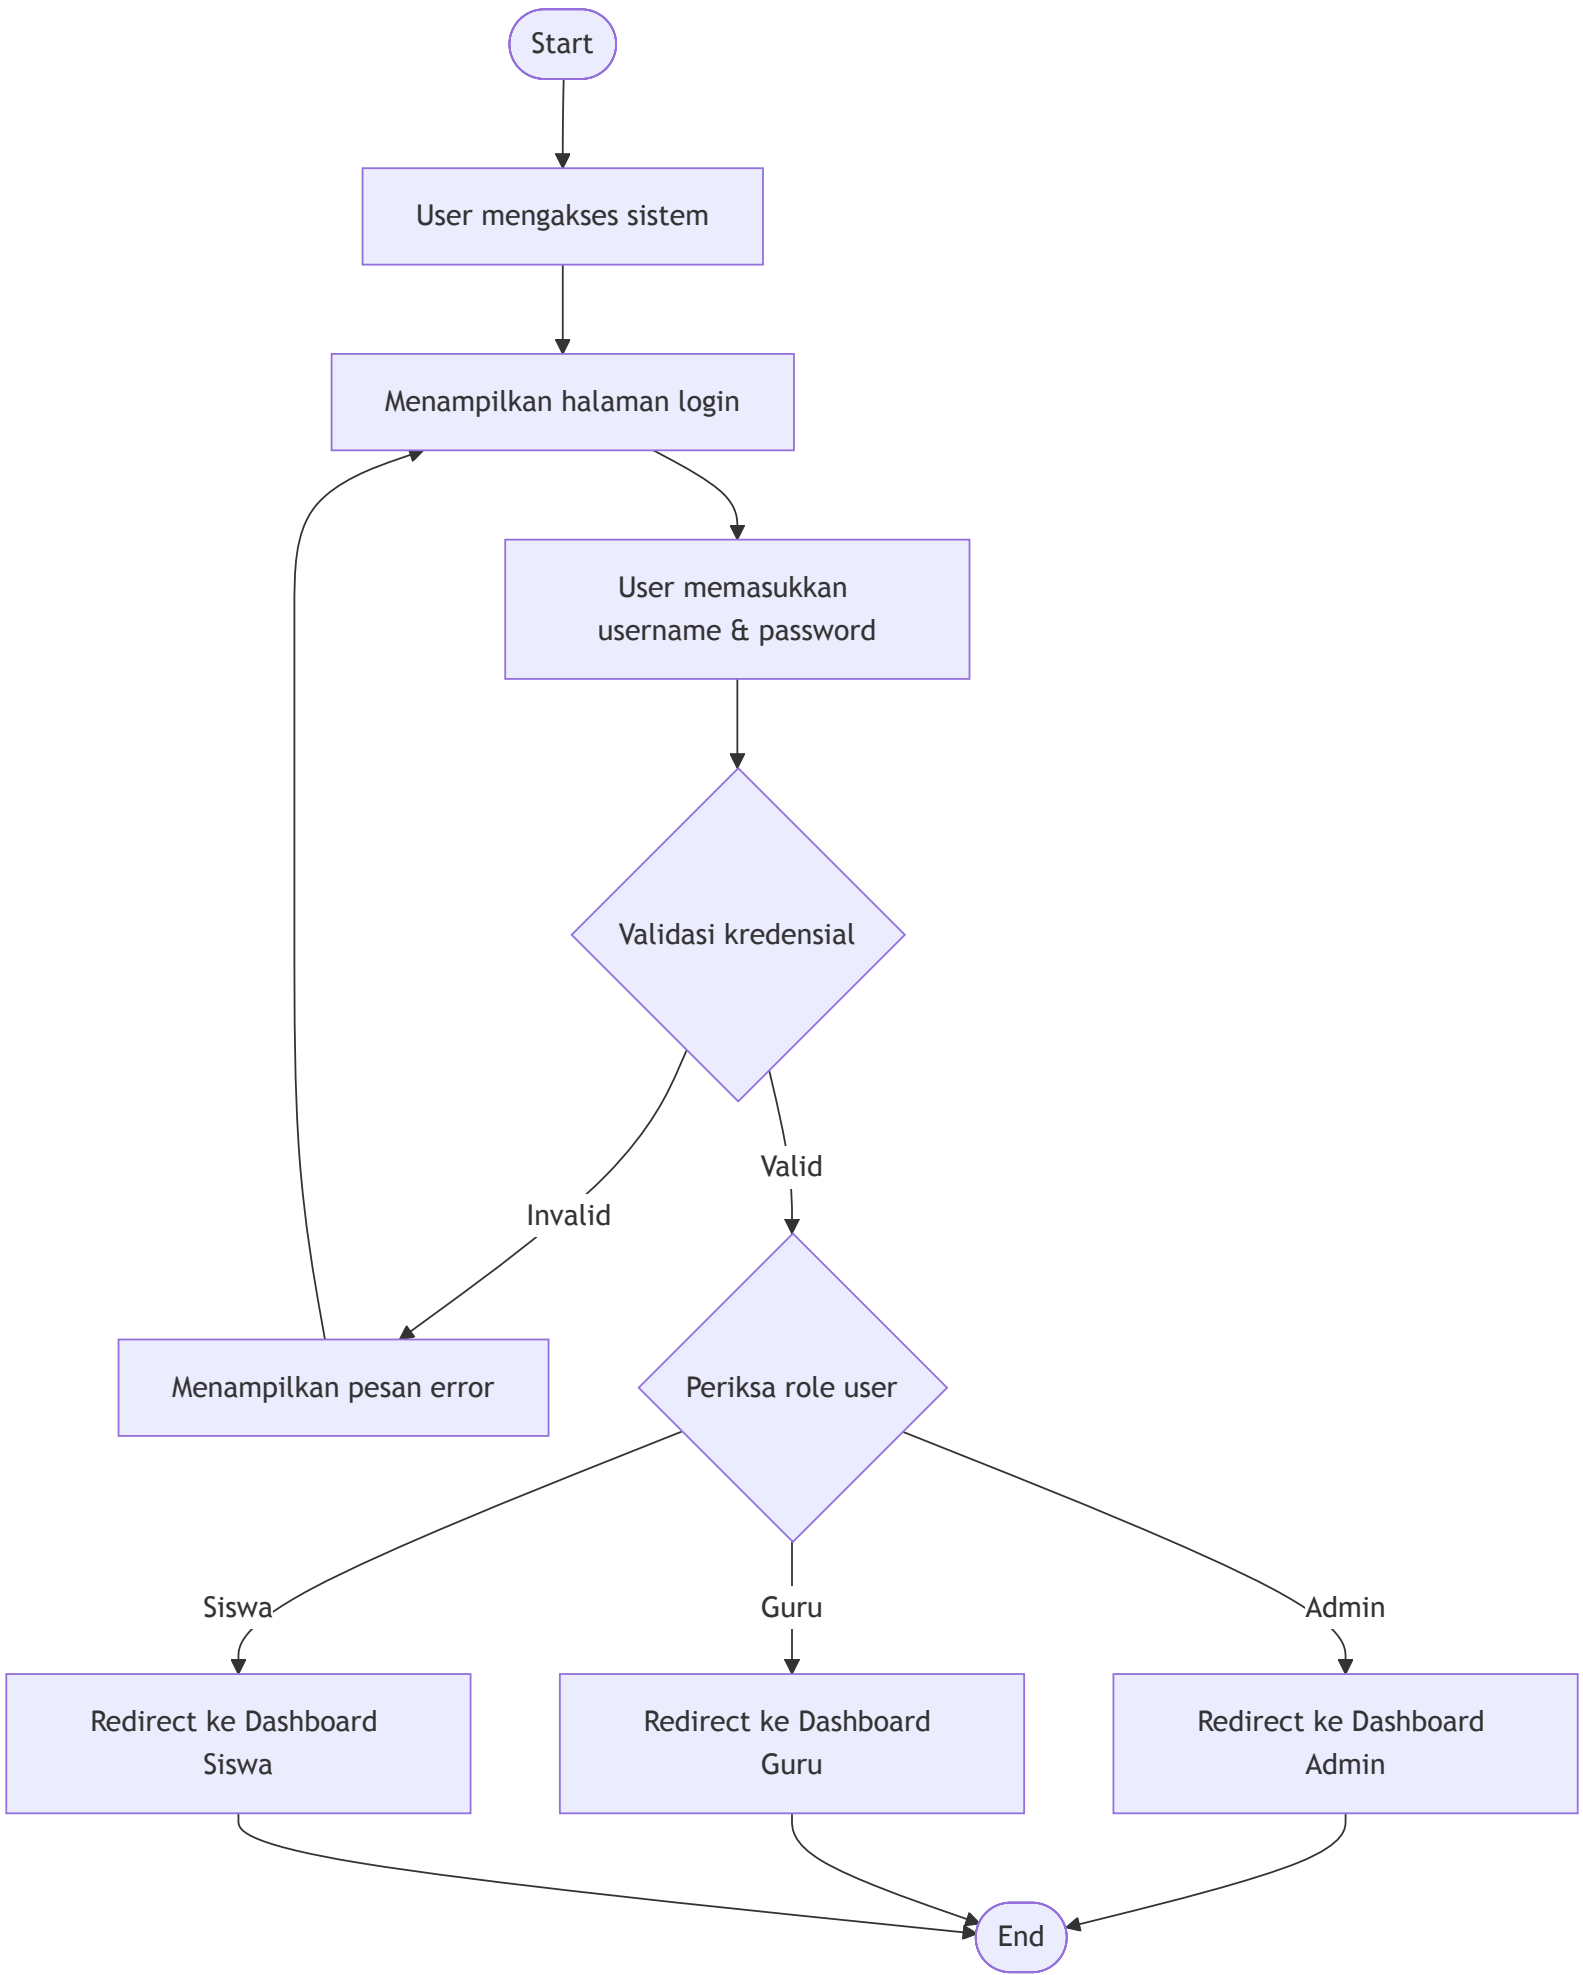 Start
User mengakses sistem
Menampilkan halaman login
User memasukkan
username & password
Validasi kredensial
Valid
Invalid
Menampilkan pesan error
Periksa role user
Siswa
Guru
Admin
Redirect ke Dashboard
Siswa
Redirect ke Dashboard
Guru
Redirect ke Dashboard
Admin
End